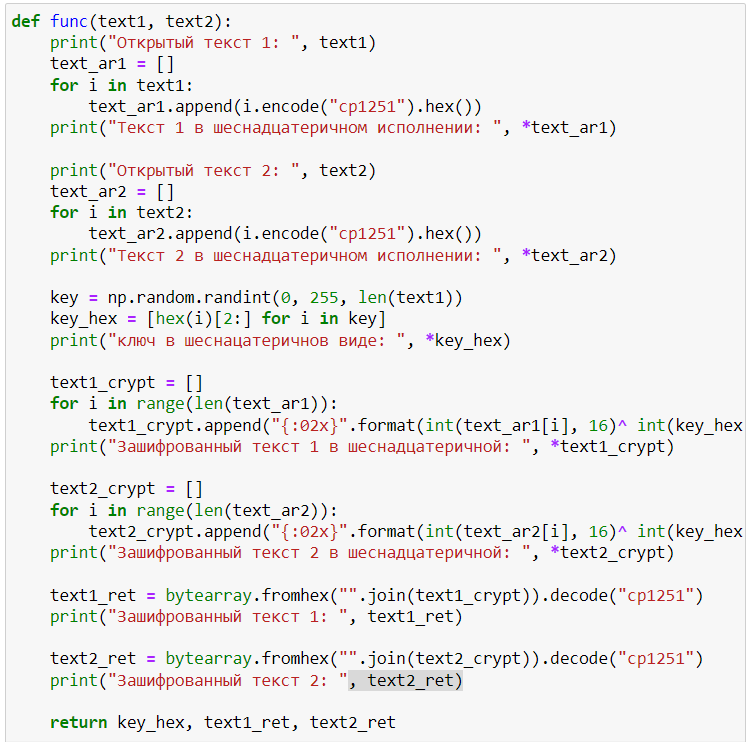 def func(text1, text2):
    print("Открытый текст 1: ", text1)
    text_ar1 = []
    for i in text1:
        text_ar1.append(i.encode("cp1251").hex())
    print("Текст 1 в шеснадцатеричном исполнении: ", *text_ar1)

    print("Открытый текст 2: ", text2)
    text_ar2 = []
    for i in text2:
        text_ar2.append(i.encode("cp1251").hex())
    print("Текст 2 в шеснадцатеричном исполнении: ", *text_ar2)

    key = np.random.randint(0, 255, len(text1))
    key_hex = [hex(i)[2:] for i in key]
    print("ключ в шеснацатеричнов виде: ", *key_hex)

    text1_crypt = []
    for i in range(len(text_ar1)):
        text1_crypt.append("{:02x}".format(int(text_ar1[i], 16)^ int(key_hex
    print("Зашифрованный текст 1 в шеснадцатеричной: ", *text1_crypt)

    text2_crypt = []
    for i in range(len(text_ar2)):
        text2_crypt.append("{:02x}".format(int(text_ar2[i], 16)^ int(key_hex
    print("Зашифрованный текст 2 в шеснадцатеричной: ", *text2_crypt)

    text1_ret = bytearray.fromhex("".join(text1_crypt)).decode("cp1251")
    print("Зашифрованный текст 1: ", text1_ret)

    text2_ret = bytearray.fromhex("".join(text2_crypt)).decode("cp1251")
    print("Зашифрованный текст 2: ", text2_ret)

    return key_hex, text1_ret, text2_ret